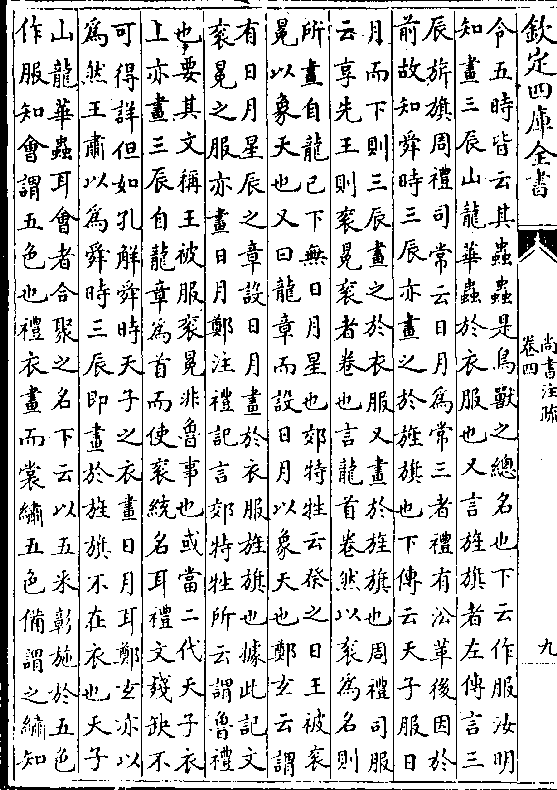 欽定四庫全書
尚書注疏
卷四
九
令五時皆云其蟲蟲是鳥獸之總名也下云作服汝明
知畫三辰山龍華蟲於衣服也又言旌旗者左傳言三
辰旂旗周禮司常云日月為常三者禮有沿革後因於
前故知舜時三辰亦畫之於旌旗也下傳云天子服日
月而下則三辰畫之於衣服又畫於旌旗也周禮司服
云享先王則衮冕衮者卷也言龍首卷然以衮為名則
所畫自龍已下無日月星也郊特牲云祭之日王被衮
冕以象天也又曰龍章而設日月以象天也鄭玄云謂
有日月星辰之章設日月畫於衣服旌旗也據此記文
衮冕之服亦畫日月鄭注禮記言郊特牲所云謂魯禮
也要其文稱王被服衮冕非魯事也或當二代天子衣
上亦畫三辰自龍章為首而使衮統名耳禮文殘缺不
可得詳但如孔解舜時天子之衣畫日月耳鄭玄亦以
為然王肅以為舜時三辰即畫於旌旗不在衣也天子
山龍華蟲耳會者合聚之名下云以五采彰施於五色
作服知會謂五色也禮衣畫而裳繡五色備謂之繡知